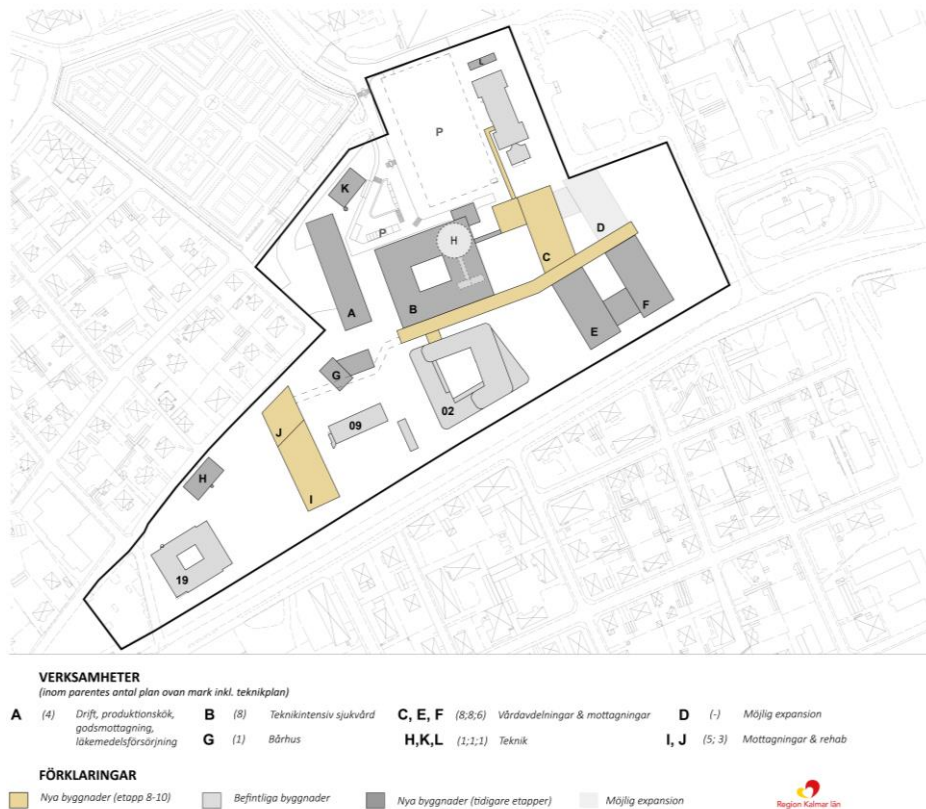 L
P
K
P
H
D
C
A
B
F
E
G
02
J
09
H
I
19
VERKSAMHETER
(inom parentes antal plan ovan mark inkl. teknikplan)
A (4) Drift, produktionskök,
godsmottagning,
läkemedelsförsörjning
B (8) Teknikintensiv sjukvård
G (1) Bårhus
C, E, F (8;8;6) Vårdavdelningar & mottagningar
H,K,L (1;1;1) Teknik
D (-) Möjlig expansion
I, J (5; 3) Mottagningar & rehab
FÖRKLARINGAR
Nya byggnader (etapp 8-10)
Befintliga byggnader
Nya byggnader (tidigare etapper)
Möjlig expansion
Region Kalmar län